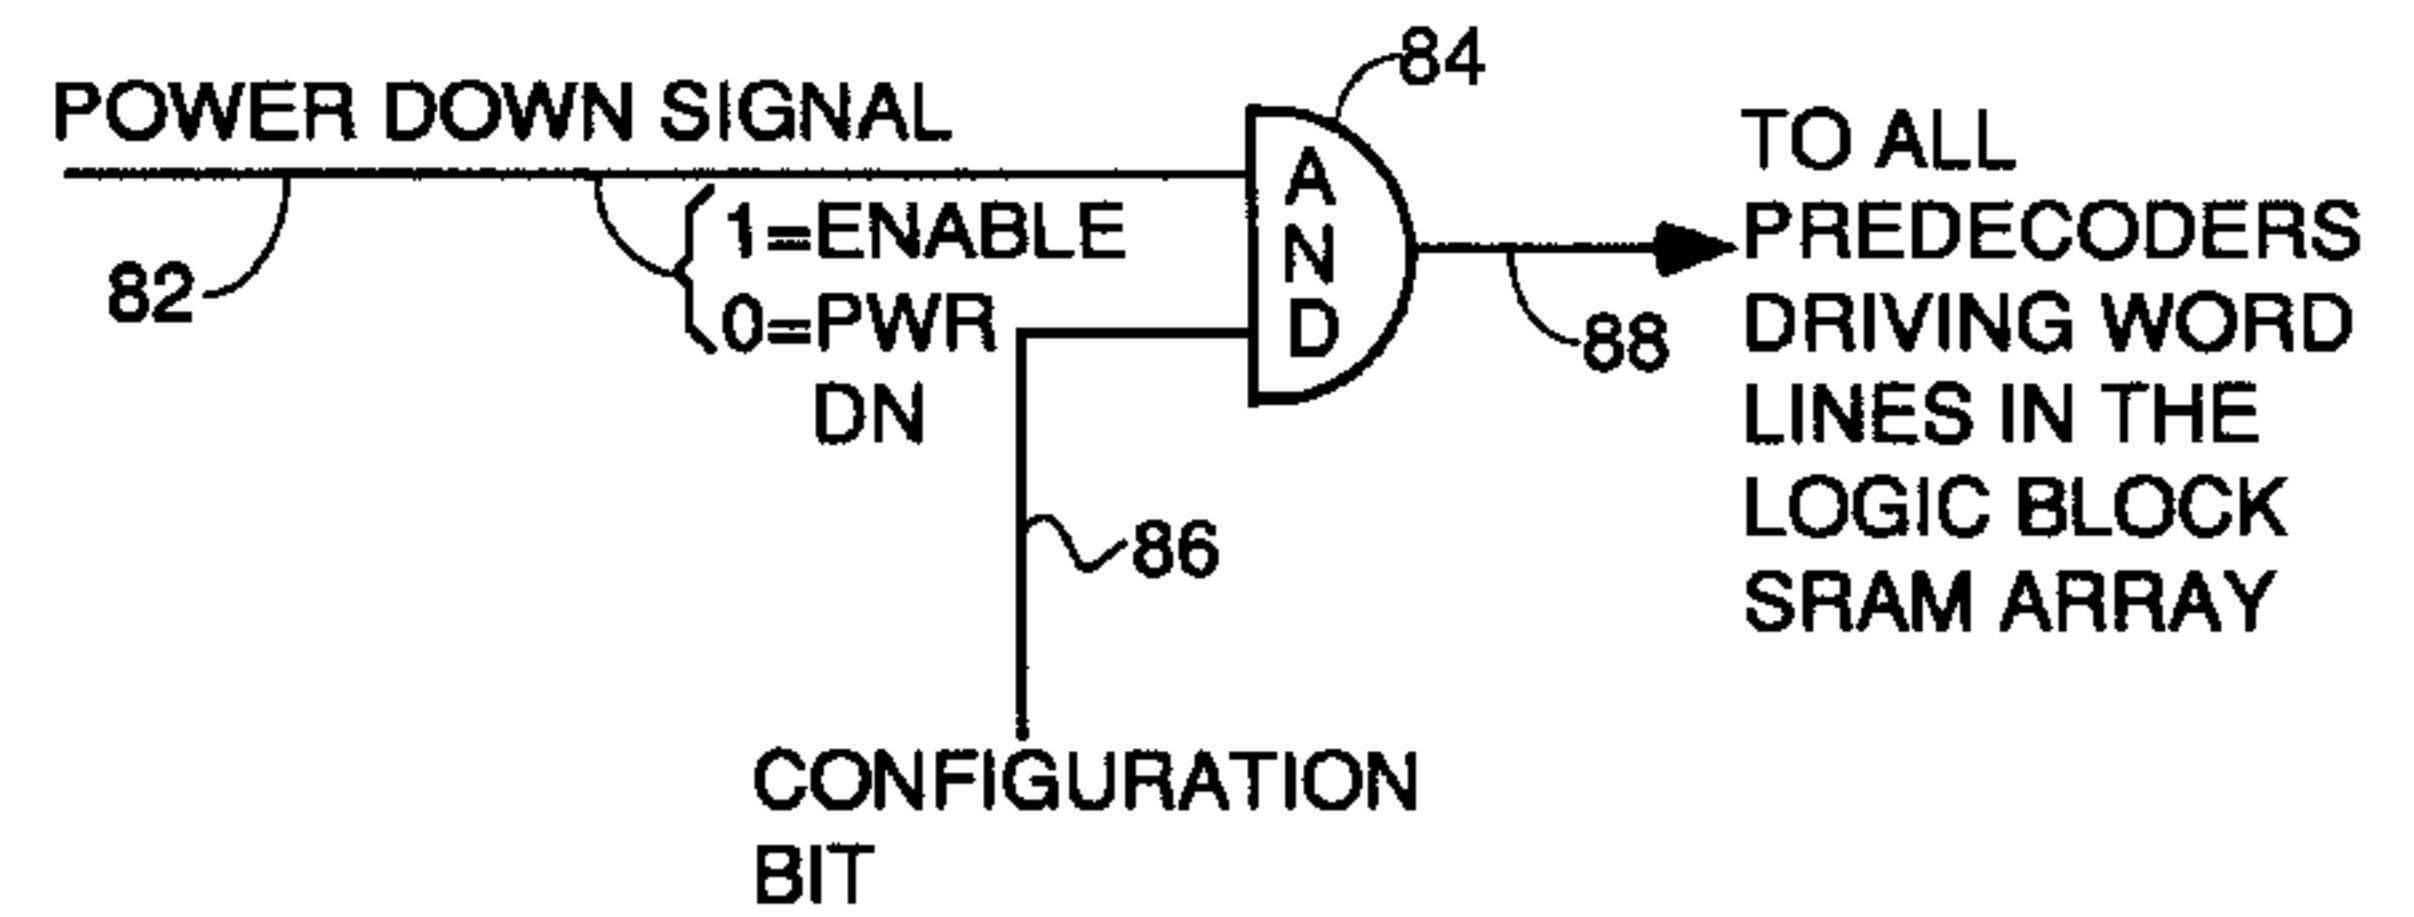 84
POWER DOWN SIGNAL
TO ALL
PREDECODERS
DRIVING WORD
LINES IN THE
LOGIC BLOCK
SRAM ARRAY
AND
1=ENABLE
0=PWR
DN
82
88
86
CONFIGURATION
BIT